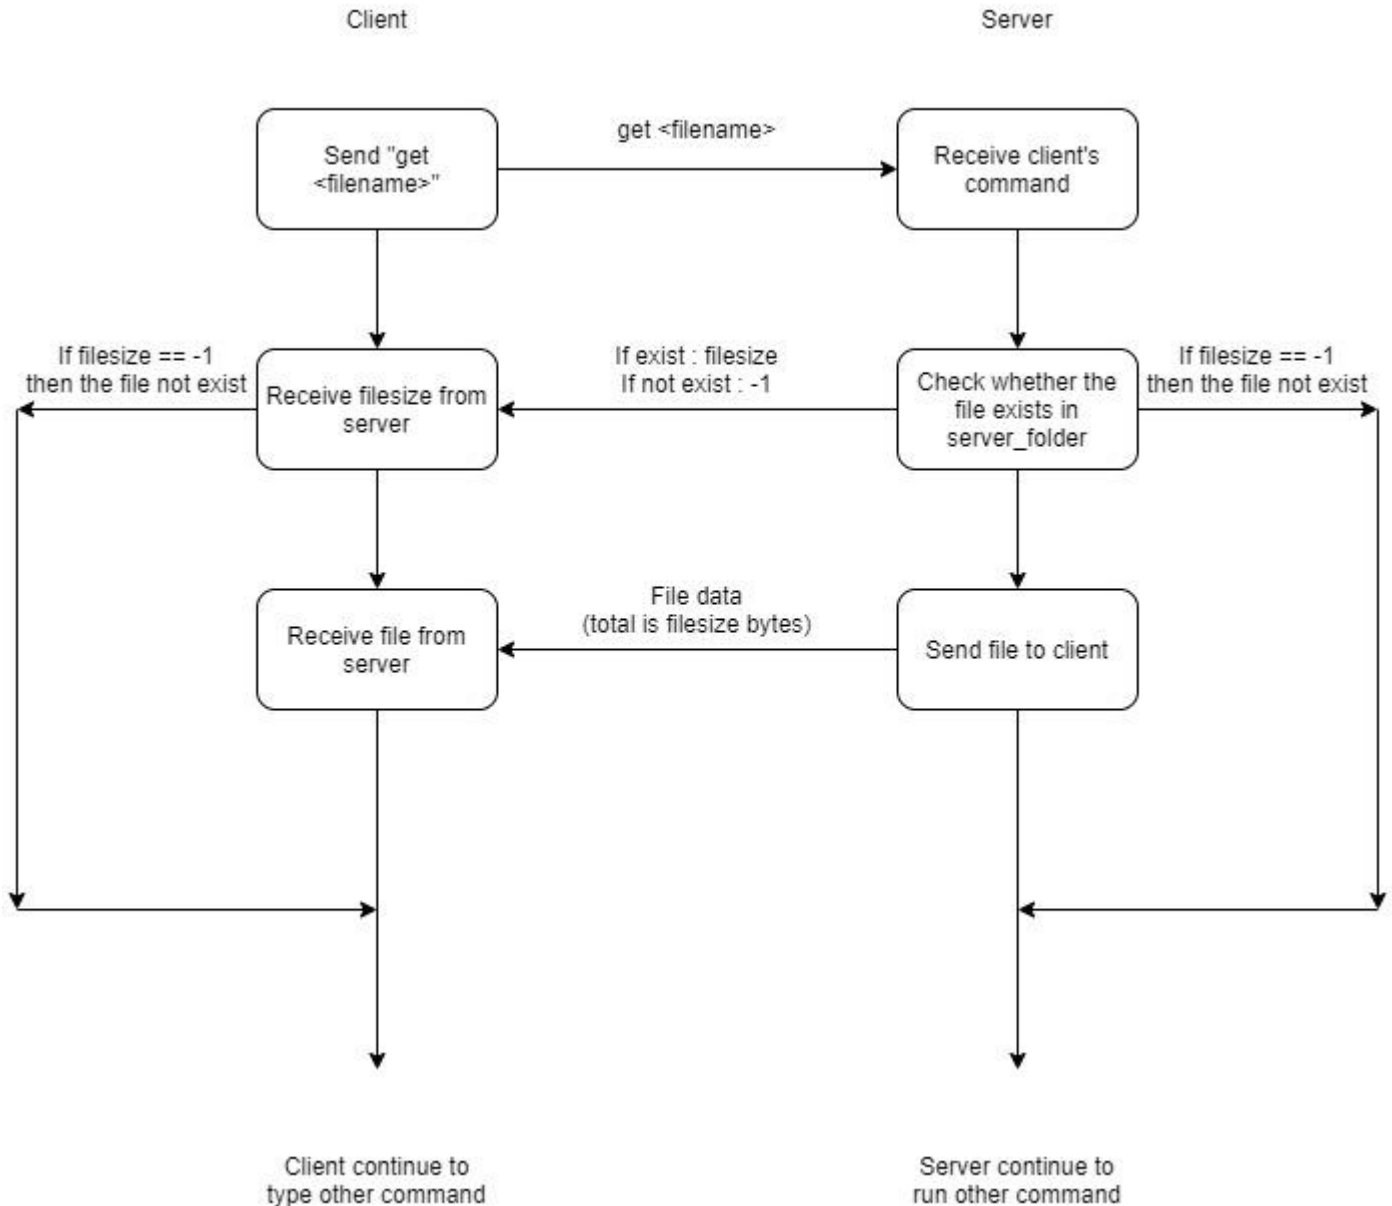 Client
Server
Send "get
<filename>"
get <filename>
Receive client's
command
If filesize == -1
then the file not exist
Receive filesize from
server
If exist : filesize
If not exist : -1
Check whether the
file exists in
server_folder
If filesize == -1
then the file not exist
Receive file from
server
File data
(total is filesize bytes)
Send file to client
Client continue to
type other command
Server continue to
run other command